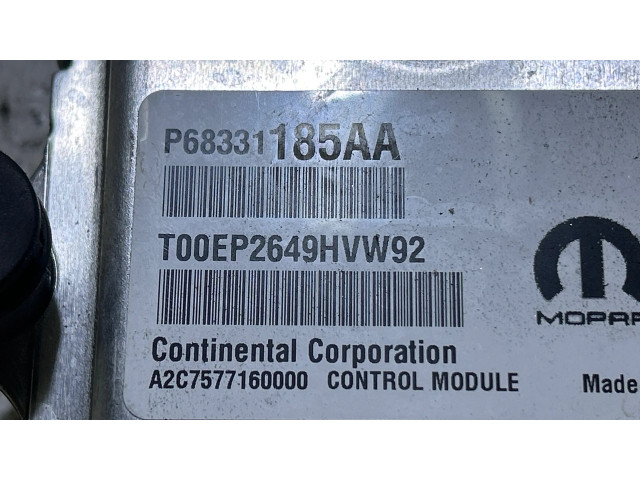 P68331185AA
T00EP2649HVW92
MOPAR
Continental Corporation
A2C7577160000 CONTROL MODULE Made